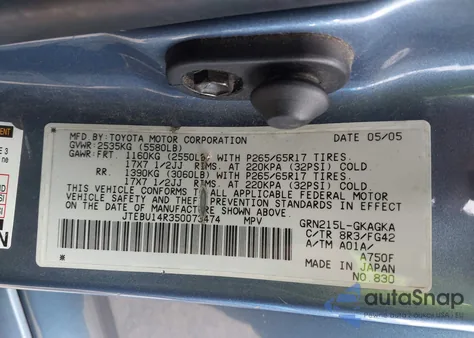 MFD. BY: TOYOTA MOTOR CORPORATION DATE 05/05
GVWR: 2535KG (5580LB)
GAWR: FRT. 1160KG (2550LB) WITH P265/65R17 TIRES.
17X7 1/2JJ RIMS. AT 220KPA (32PSI) COLD
RR. 1390KG (3060LB) WITH P265/65R17 TIRES.
17X7 1/2JJ RIMS. AT 220KPA (32PSI) COLD
THIS VEHICLE CONFORMS TO ALL APPLICABLE FEDERAL MOTOR
VEHICLE SAFETY AND THEFT PREVENTION STANDARDS IN EFFECT
ON THE DATE OF MANUFACTURE SHOWN ABOVE.
JTEBU14R350073474 MPV GRN215L-GKAGKA
C/TR 8R3/FG42
A/TM A01A/
A750F
MADE IN JAPAN
NO 830
autoSnap